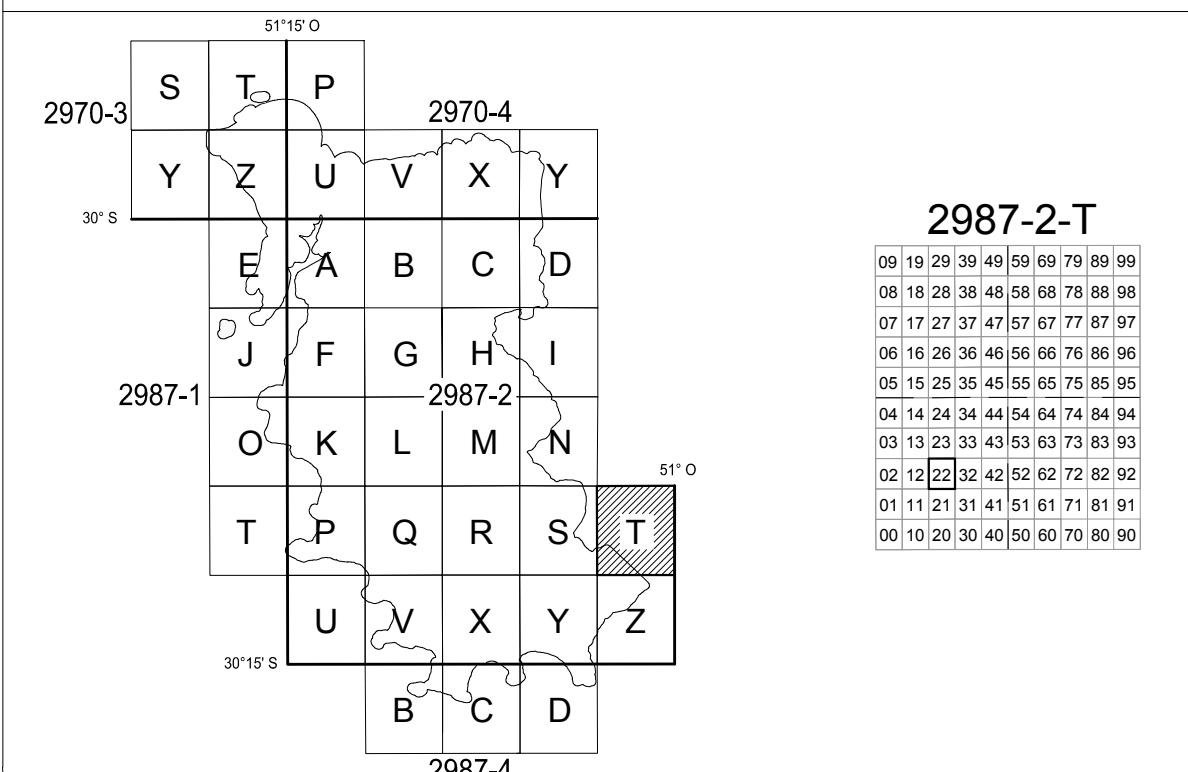 51°15' O
S T P
2970-3 2970-4
Y Z U V X Y
30° S
E A B C D
J F G H I
2987-1 2987-2
O K L M N
51° O
T P Q R S T
U V X Y Z
30°15' S
B C D
2987-4
2987-2-T
09 19 29 39 49 59 69 79 89 99
08 18 28 38 48 58 68 78 88 98
07 17 27 37 47 57 67 77 87 97
06 16 26 36 46 56 66 76 86 96
05 15 25 35 45 55 65 75 85 95
04 14 24 34 44 54 64 74 84 94
03 13 23 33 43 53 63 73 83 93
02 12 22 32 42 52 62 72 82 92
01 11 21 31 41 51 61 71 81 91
00 10 20 30 40 50 60 70 80 90